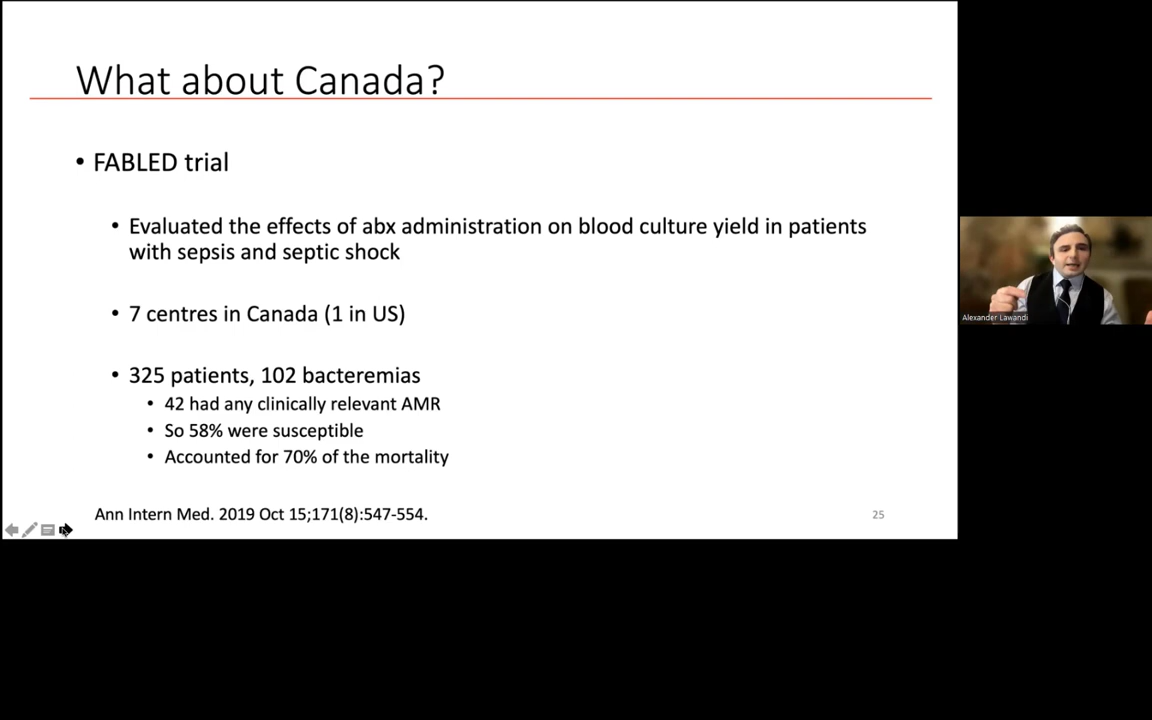 What about Canada?
• FABLED trial
• Evaluated the effects of abx administration on blood culture yield in patients
with sepsis and septic shock
• 7 centres in Canada (1 in US)
• 325 patients, 102 bacteremias
• 42 had any clinically relevant AMR
• So 58% were susceptible
• Accounted for 70% of the mortality
Ann Intern Med. 2019 Oct 15;171(8):547-554.
25
Alexander Lawandi